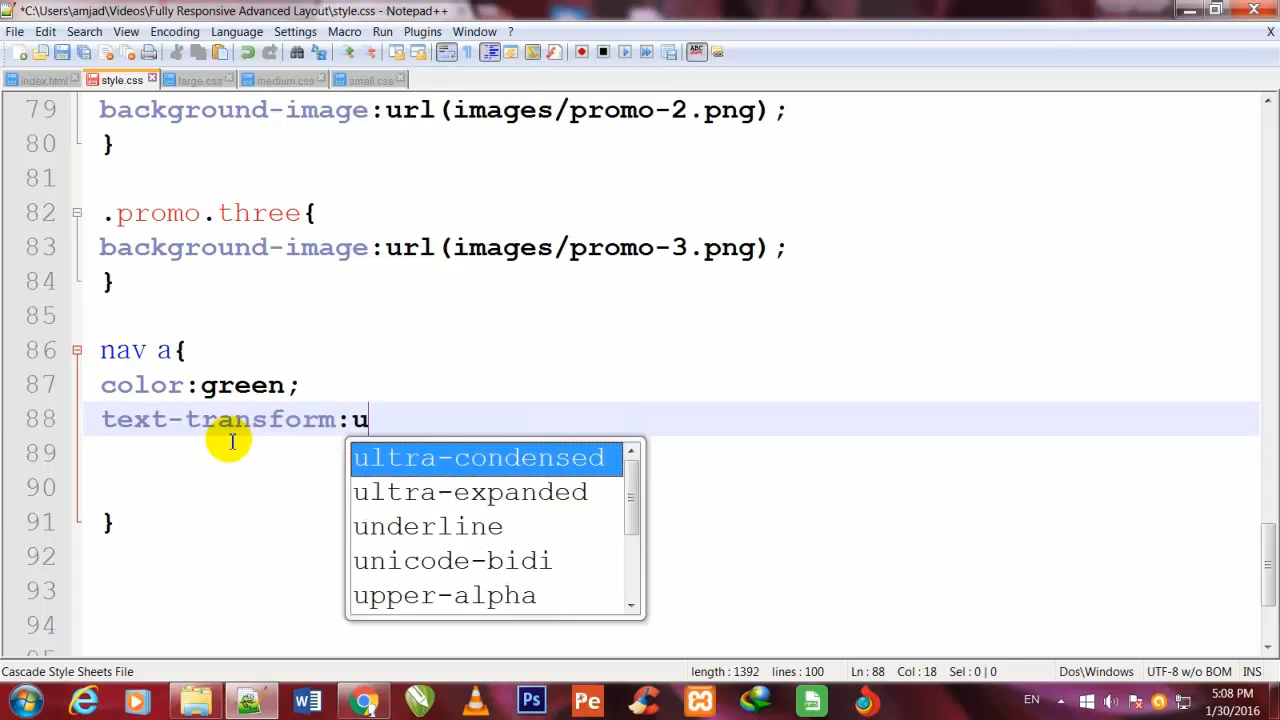 *C:\Users\amjad\Videos\Fully Responsive Advanced Layout\style.css - Notepad++
File Edit Search View Encoding Language Settings Macro Run Plugins Window ? X
index.html style.css large.css medium.css small.css
79 background-image:url(images/promo-2.png);
80 }
81
82 .promo.three{
83 background-image:url(images/promo-3.png);
84 }
85
86 nav a{
87 color:green;
88 text-transform:u
89 ultra-condensed
90 ultra-expanded
91 } underline
92 unicode-bidi
93 upper-alpha
94
Cascade Style Sheets File length : 1392 lines : 100 Ln : 88 Col : 18 Sel : 0 | 0 Dos\Windows UTF-8 w/o BOM INS
EN 5:08 PM
1/30/2016